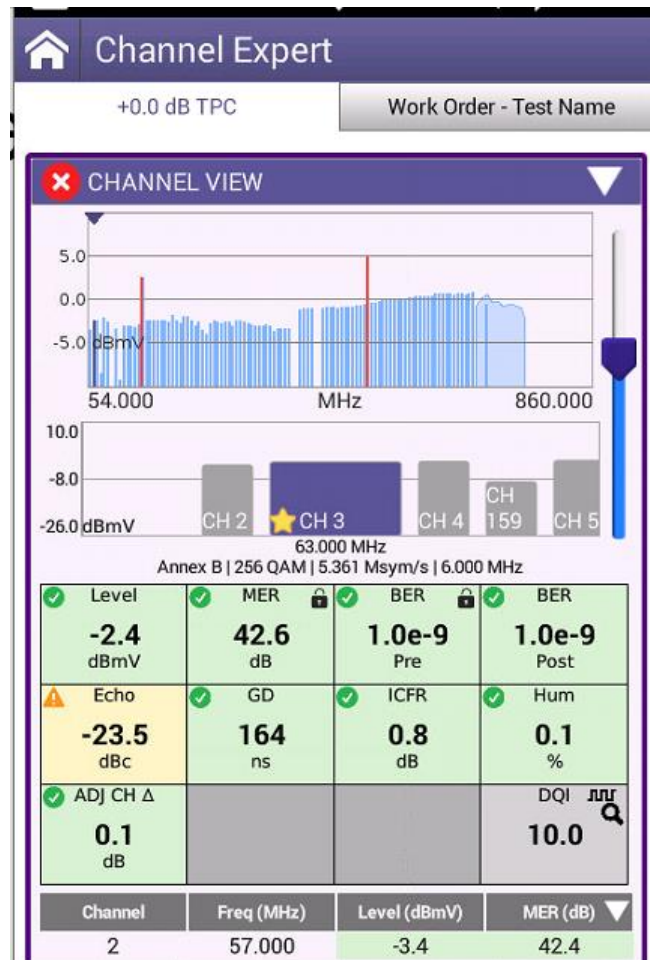 Channel Expert
+0.0 dB TPC
Work Order - Test Name
CHANNEL VIEW
5.0
0.0
-5.0 dBmV
54.000 MHz 860.000
10.0
-8.0
-26.0 dBmV
CH 2 CH 3 CH 4 CH 159 CH 5
63.000 MHz
Annex B | 256 QAM | 5.361 Msym/s | 6.000 MHz
Level MER BER BER
-2.4 42.6 1.0e-9 1.0e-9
dBmV dB Pre Post
Echo GD ICFR Hum
-23.5 164 0.8 0.1
dBc ns dB %
ADJ CH Δ DQI
0.1 10.0
dB
Channel Freq (MHz) Level (dBmV) MER (dB)
2 57.000 -3.4 42.4